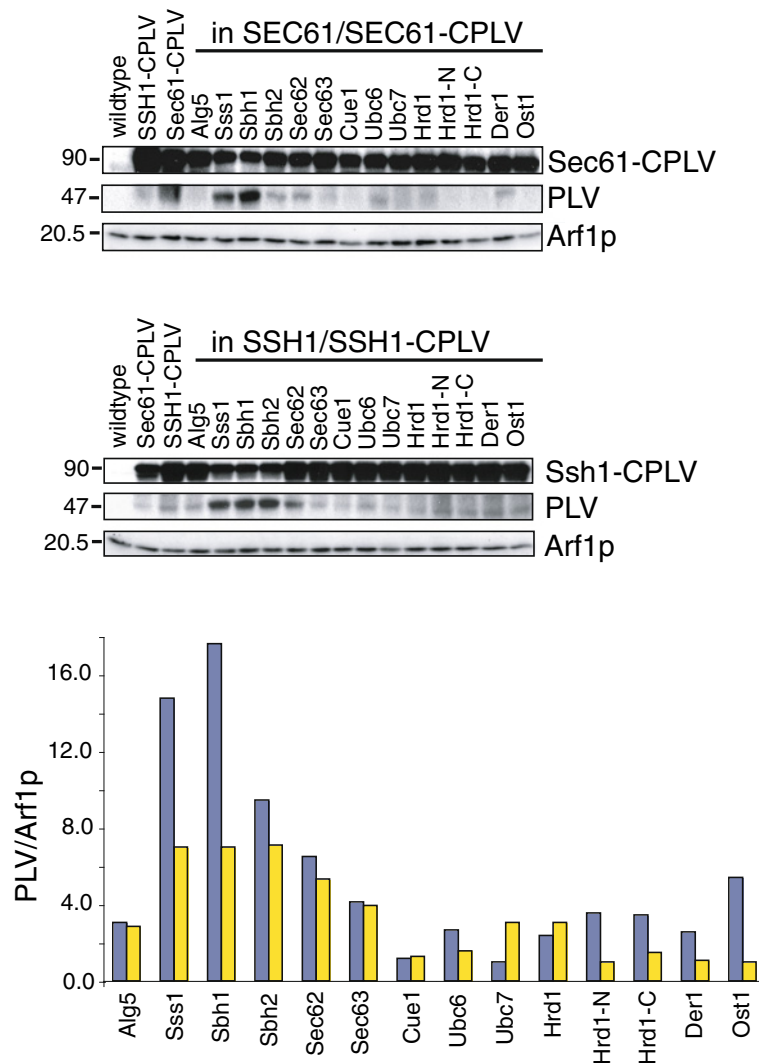 in SEC61/SEC61-CPLV
wildtype
SSH1-CPLV
Sec61-CPLV
Alg5
Sss1
Sbh1
Sbh2
Sec62
Sec63
Cue1
Ubc6
Ubc7
Hrd1
Hrd1-N
Hrd1-C
Der1
Ost1
90 Sec61-CPLV
47 PLV
20.5 Arf1p
in SSH1/SSH1-CPLV
wildtype
Sec61-CPLV
SSH1-CPLV
Alg5
Sss1
Sbh1
Sbh2
Sec62
Sec63
Cue1
Ubc6
Ubc7
Hrd1
Hrd1-N
Hrd1-C
Der1
Ost1
90 Ssh1-CPLV
47 PLV
20.5 Arf1p
PLV/Arf1p
16.0
12.0
8.0
4.0
0.0
Alg5
Sss1
Sbh1
Sbh2
Sec62
Sec63
Cue1
Ubc6
Ubc7
Hrd1
Hrd1-N
Hrd1-C
Der1
Ost1